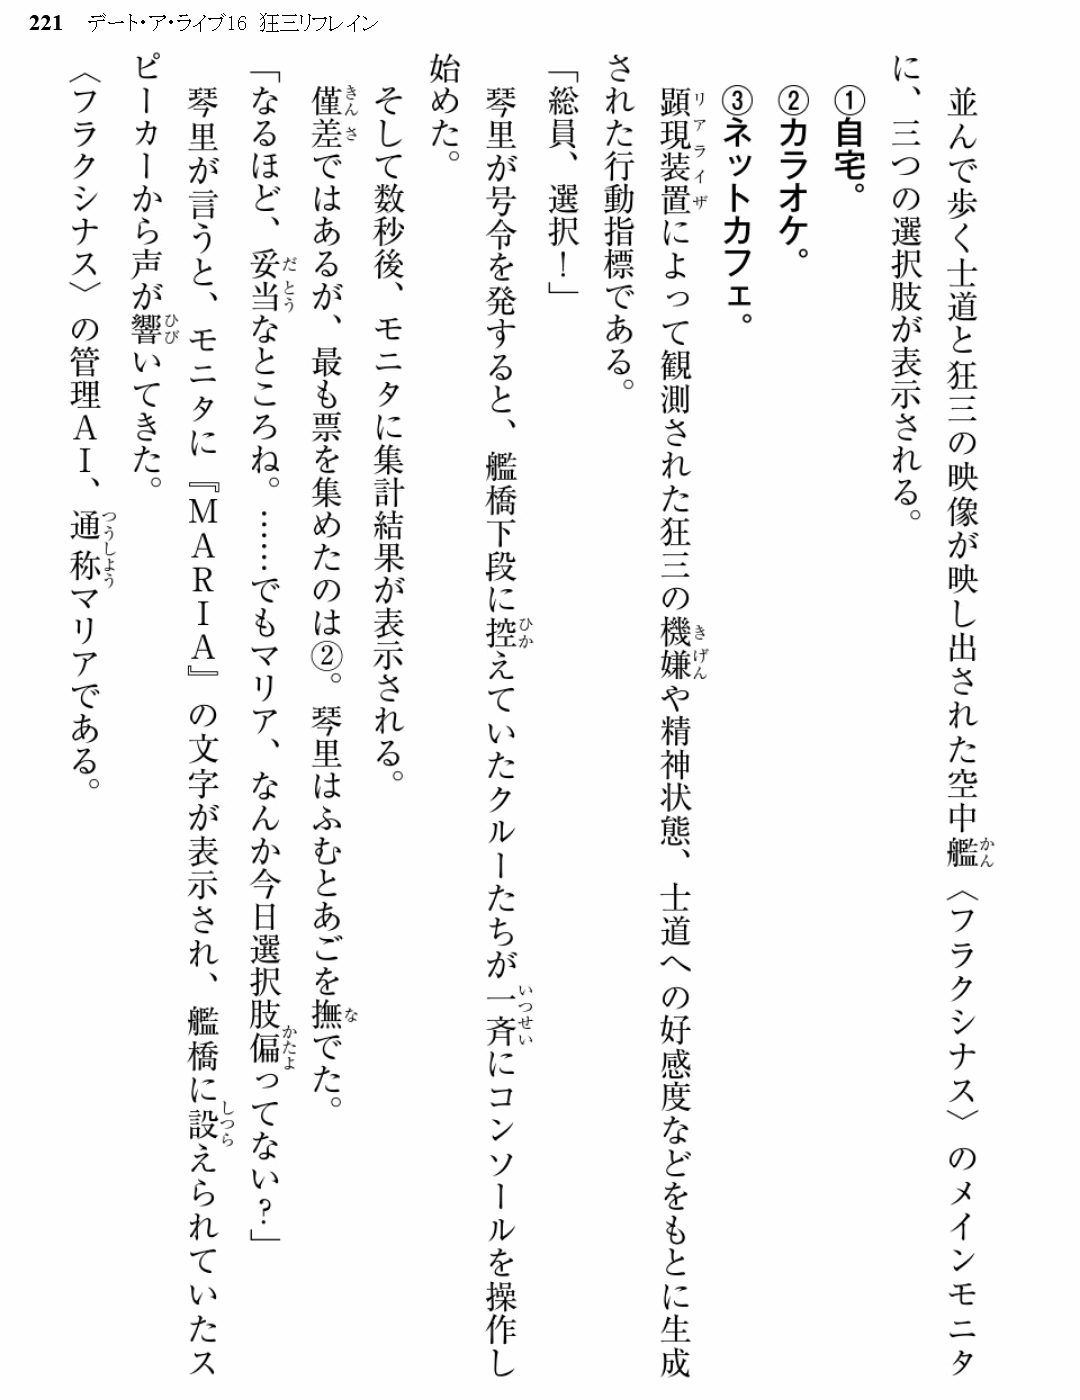 221 デート・ア・ライブ16 狂三リフレイン
並んで歩く士道と狂三の映像が映し出された空中艦〈フラクシナス〉のメインモニタ
に、三つの選択肢が表示される。
①自宅。
②カラオケ。
③ネットカフェ。
顕現装置によって観測された狂三の機嫌や精神状態、士道への好感度などをもとに生成
された行動指標である。
「総員、選択！」
琴里が号令を発すると、艦橋下段に控えていたクルーたちが一斉にコンソールを操作し
始めた。
そして数秒後、モニタに集計結果が表示される。
僅差ではあるが、最も票を集めたのは②。琴里はふむとあごを撫でた。
「なるほど、妥当なところね。……でもマリア、なんか今日選択肢偏ってない？」
琴里が言うと、モニタに『ＭＡＲＩＡ』の文字が表示され、艦橋に設えられていたス
ピーカーから声が響いてきた。
〈フラクシナス〉の管理ＡＩ、通称マリアである。